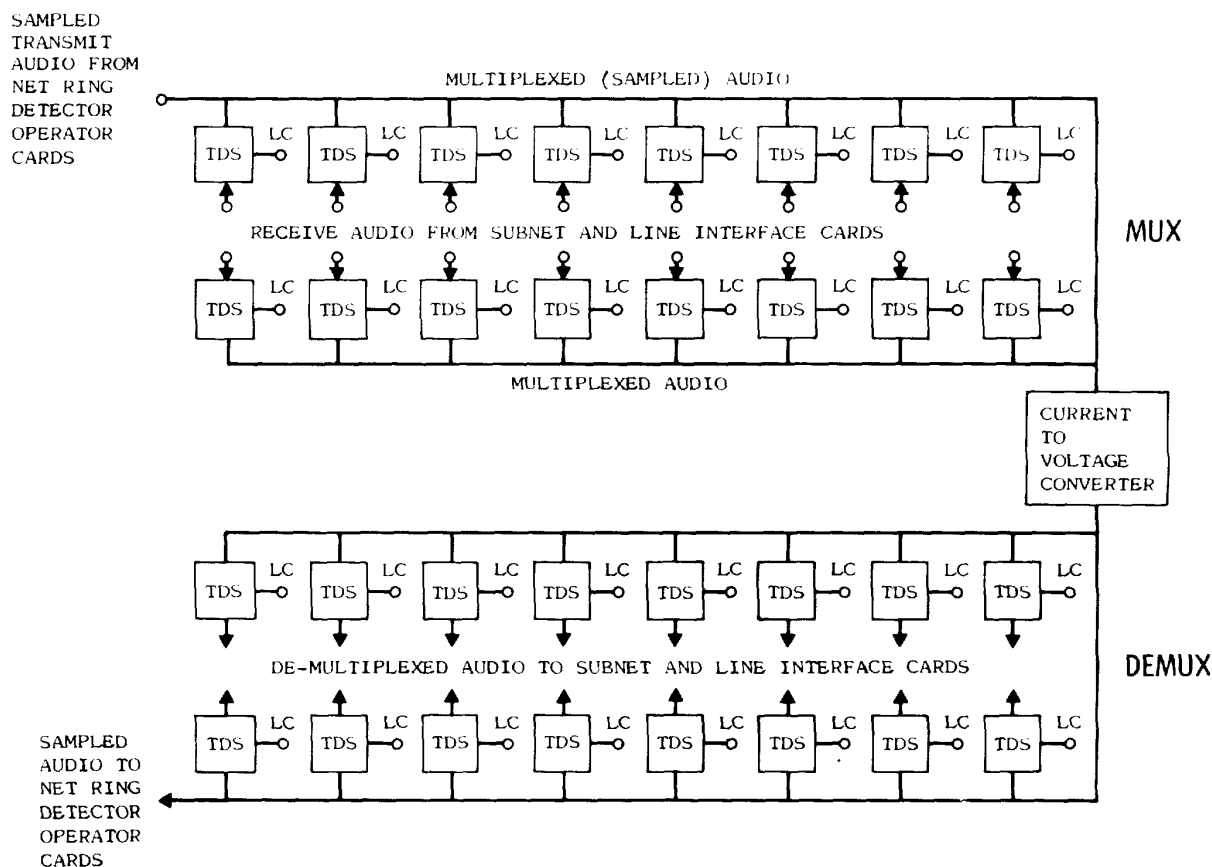 SAMPLED
TRANSMIT
AUDIO FROM
NET RING
DETECTOR
OPERATOR
CARDS
MULTIPLEXED (SAMPLED) AUDIO
LC LC LC LC LC LC LC LC
TDS TDS TDS TDS TDS TDS TDS TDS
RECEIVE AUDIO FROM SUBNET AND LINE INTERFACE CARDS
MUX
LC LC LC LC LC LC LC LC
TDS TDS TDS TDS TDS TDS TDS TDS
MULTIPLEXED AUDIO
CURRENT
TO
VOLTAGE
CONVERTER
LC LC LC LC LC LC LC LC
TDS TDS TDS TDS TDS TDS TDS TDS
DE-MULTIPLEXED AUDIO TO SUBNET AND LINE INTERFACE CARDS
DEMUX
LC LC LC LC LC LC LC LC
TDS TDS TDS TDS TDS TDS TDS TDS
SAMPLED
AUDIO TO
NET RING
DETECTOR
OPERATOR
CARDS